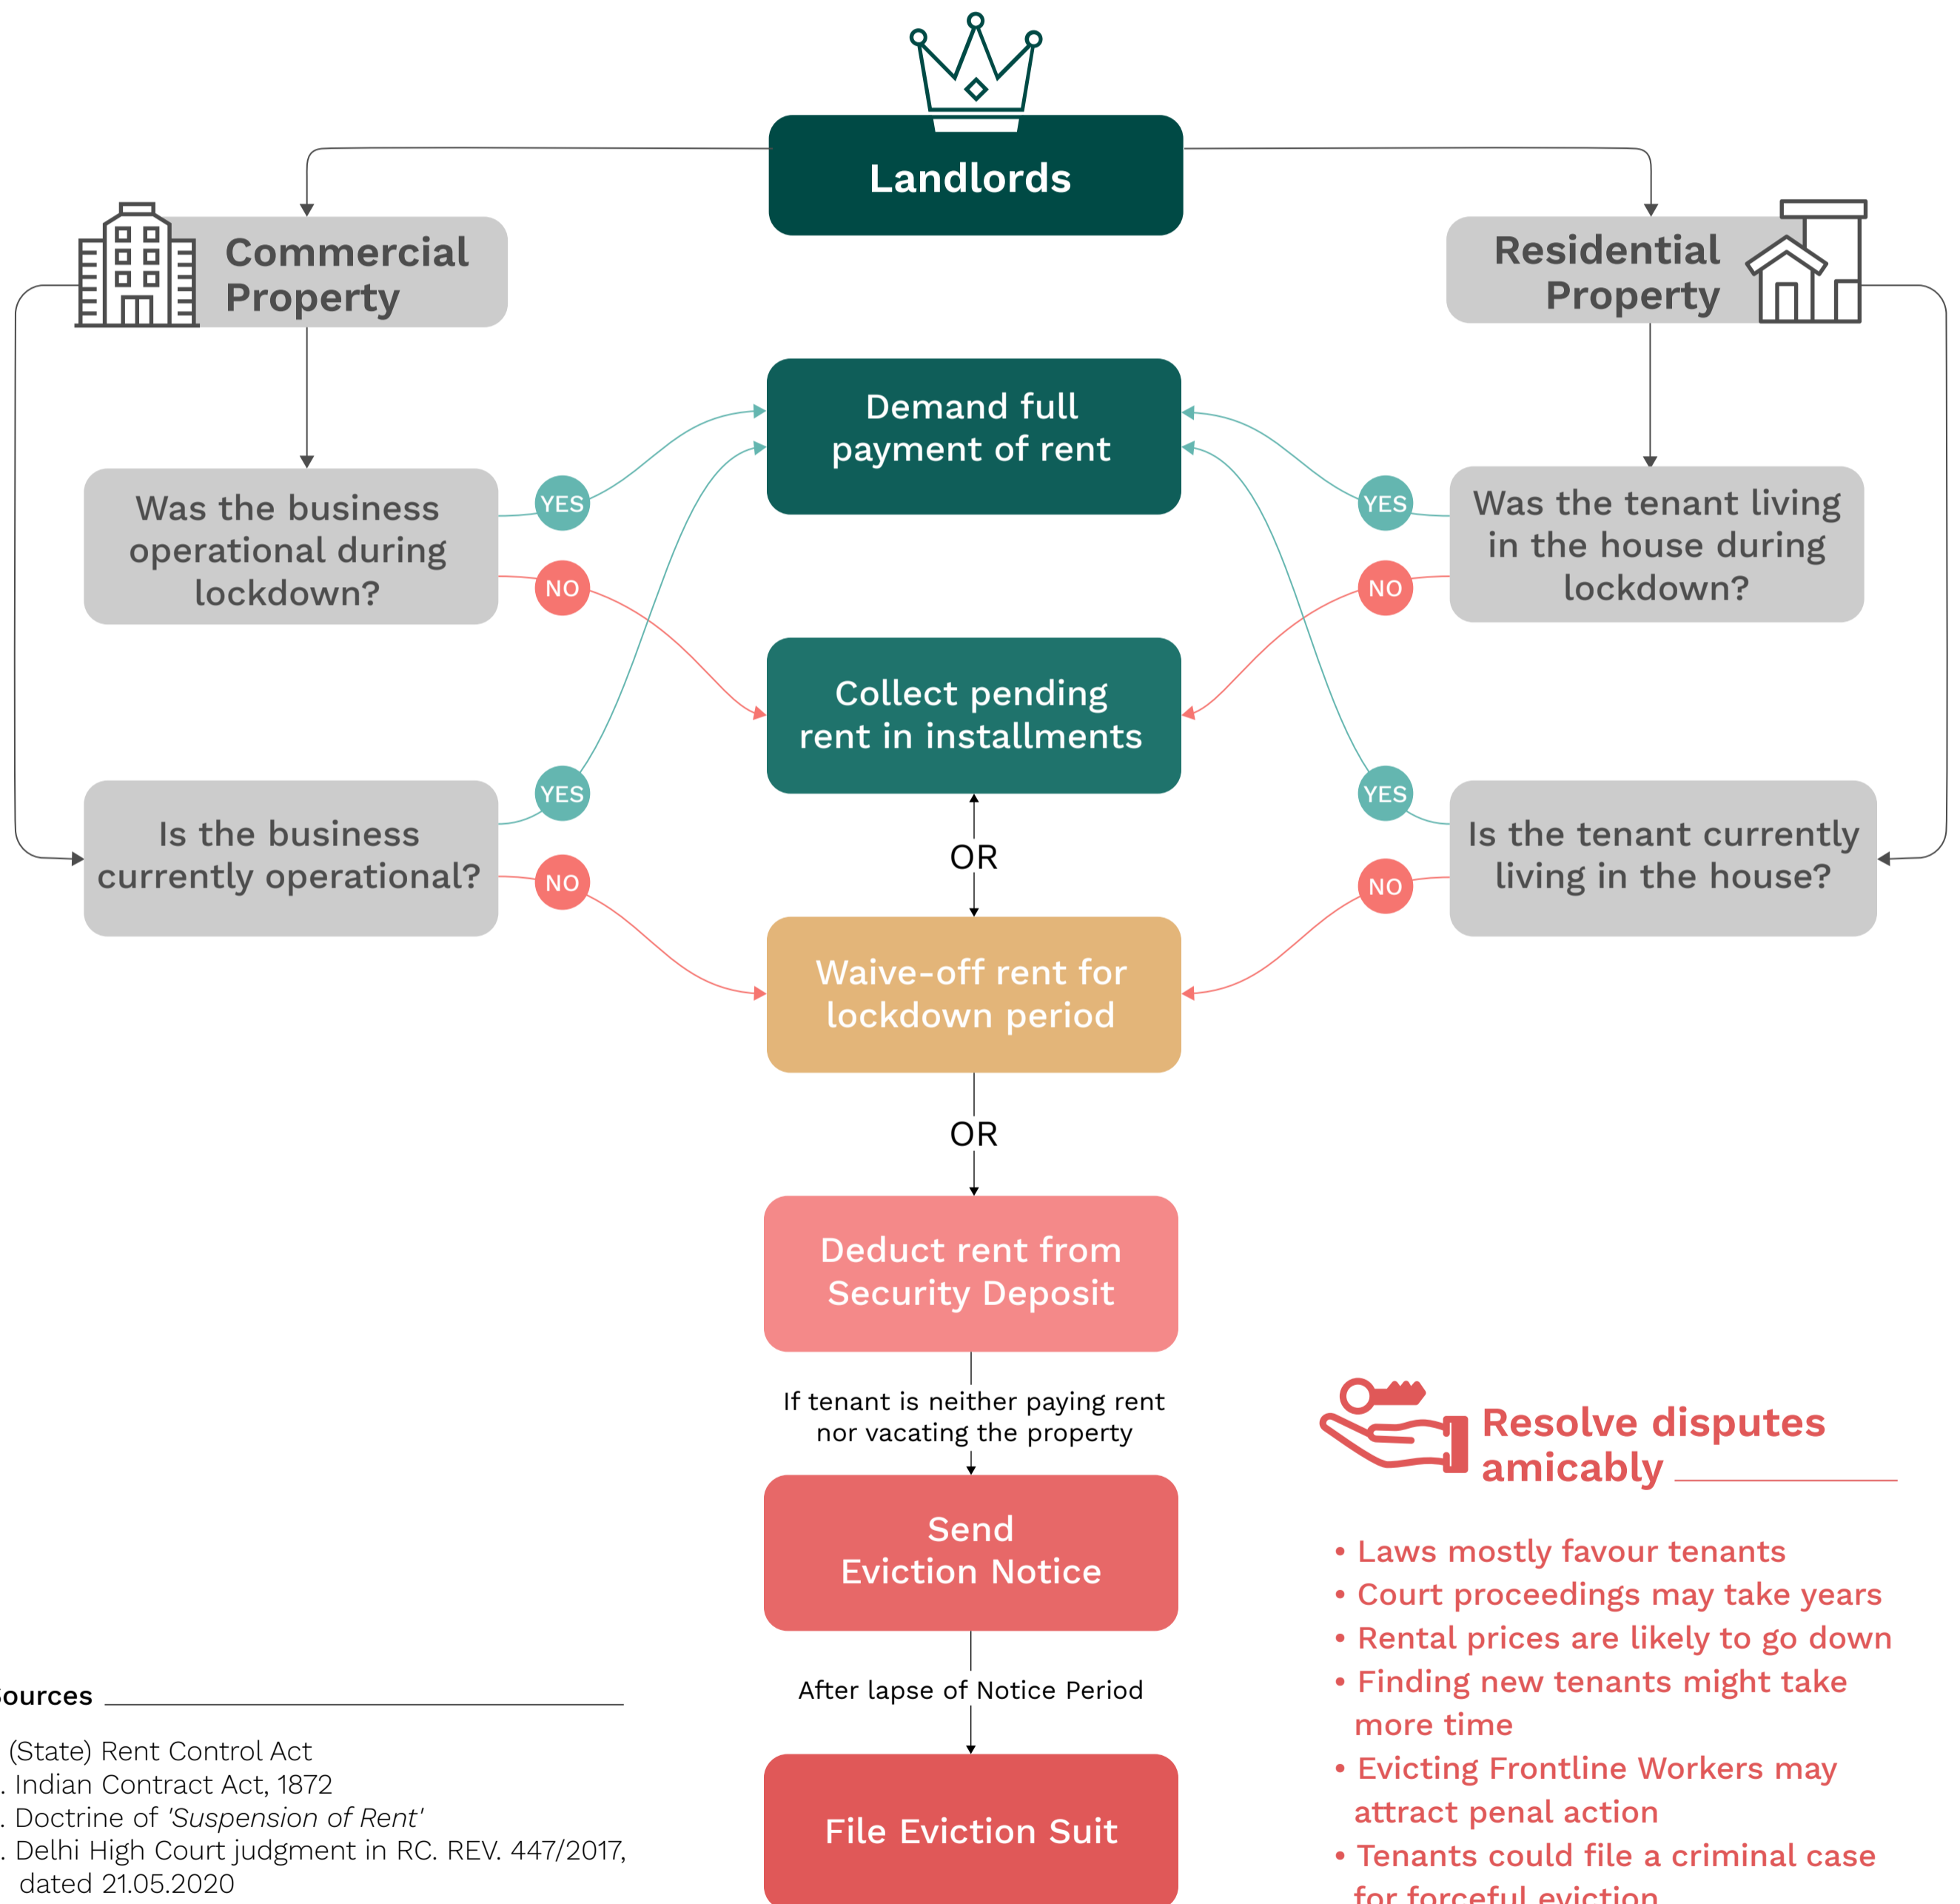 Landlords
Commercial
Property
Residential
Property
Demand full
payment of rent
Was the business
operational during
lockdown?
YES
NO
YES
NO
Was the tenant living
in the house during
lockdown?
Collect pending
rent in installments
Is the business
currently operational?
YES
NO
YES
NO
Is the tenant currently
living in the house?
OR
Waive-off rent for
lockdown period
OR
Deduct rent from
Security Deposit
If tenant is neither paying rent
nor vacating the property
Send
Eviction Notice
After lapse of Notice Period
File Eviction Suit
Resolve disputes
amicably
• Laws mostly favour tenants
• Court proceedings may take years
• Rental prices are likely to go down
• Finding new tenants might take
more time
• Evicting Frontline Workers may
attract penal action
• Tenants could file a criminal case
for forceful eviction
Sources
(State) Rent Control Act
. Indian Contract Act, 1872
. Doctrine of 'Suspension of Rent'
. Delhi High Court judgment in RC. REV. 447/2017,
dated 21.05.2020